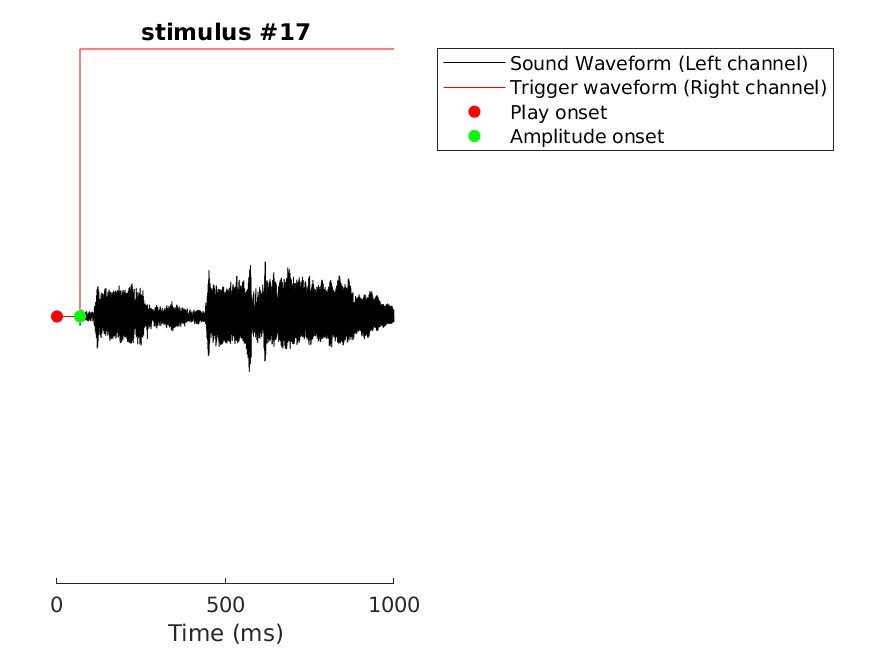 stimulus #17
Sound Waveform (Left channel)
Trigger waveform (Right channel)
Play onset
Amplitude onset
0 500 1000
Time (ms)